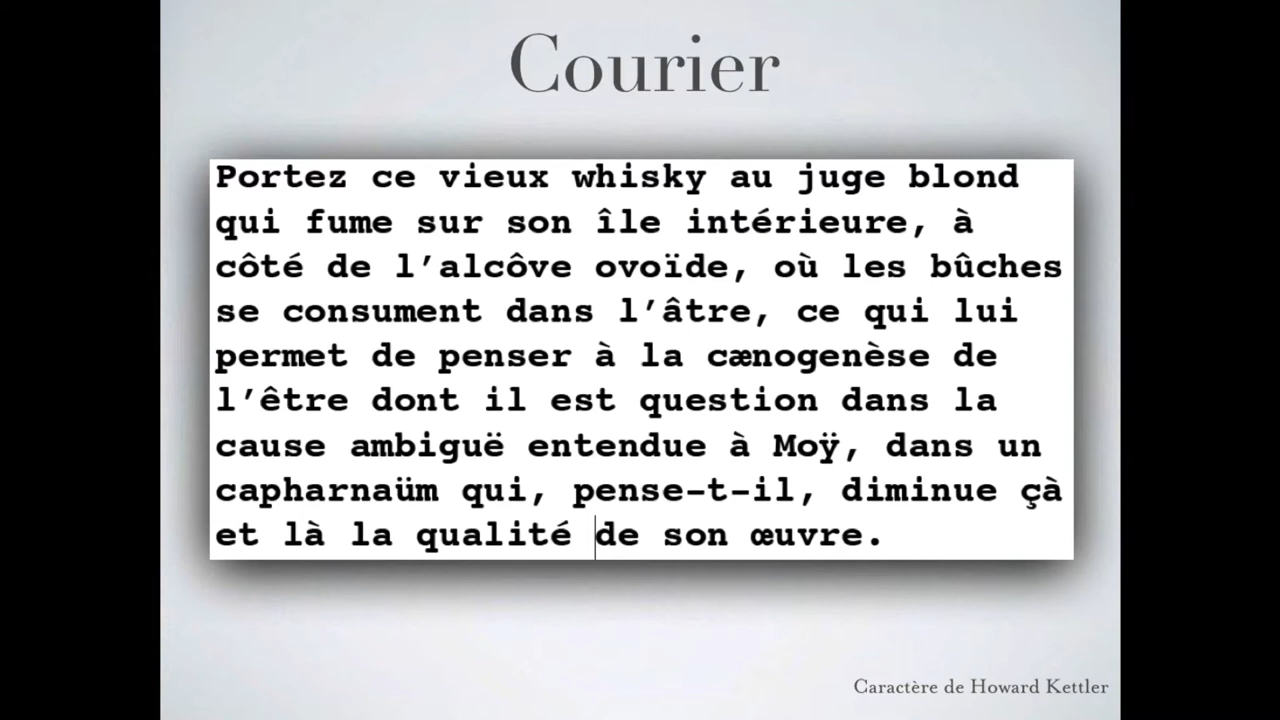 Courier
Portez ce vieux whisky au juge blond
qui fume sur son île intérieure, à
côté de l’alcôve ovoïde, où les bûches
se consument dans l’âtre, ce qui lui
permet de penser à la cænogenèse de
l’être dont il est question dans la
cause ambiguë entendue à Moÿ, dans un
capharnaüm qui, pense-t-il, diminue çà
et là la qualité de son œuvre.
Caractère de Howard Kettler